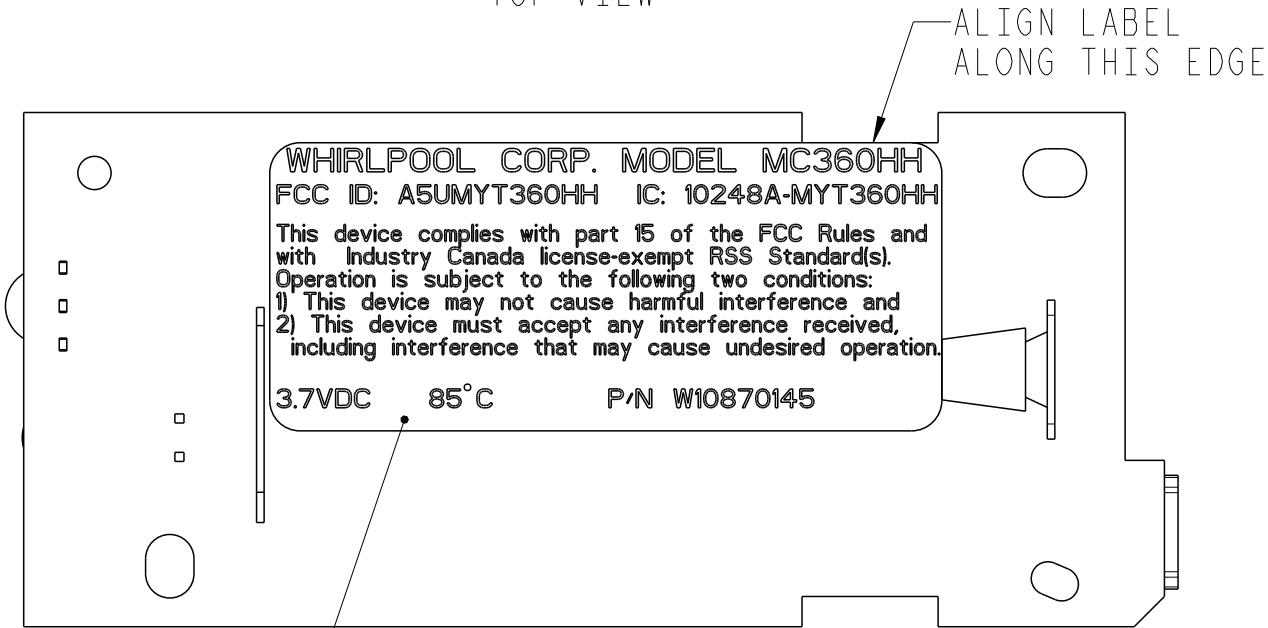 TOP VIEW
ALIGN LABEL
ALONG THIS EDGE
WHIRLPOOL CORP. MODEL MC360HH
FCC ID: A5UMYT360HH IC: 10248A-MYT360HH
This device complies with part 15 of the FCC Rules and
with Industry Canada license-exempt RSS Standard(s).
Operation is subject to the following two conditions:
1) This device may not cause harmful interference and
2) This device must accept any interference received,
including interference that may cause undesired operation.
3.7VDC 85°C P/N W10870145